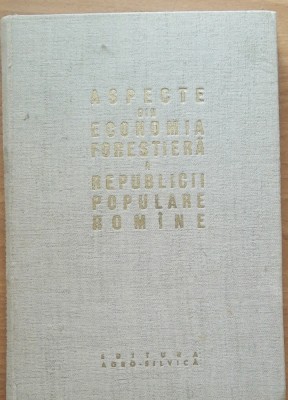 ASPECTE
DIN
ECONOMIA
FORESTIERĂ
A
REPUBLICII
POPULARE
ROMÎNE
EDITURA
AGRO-SILVICĂ